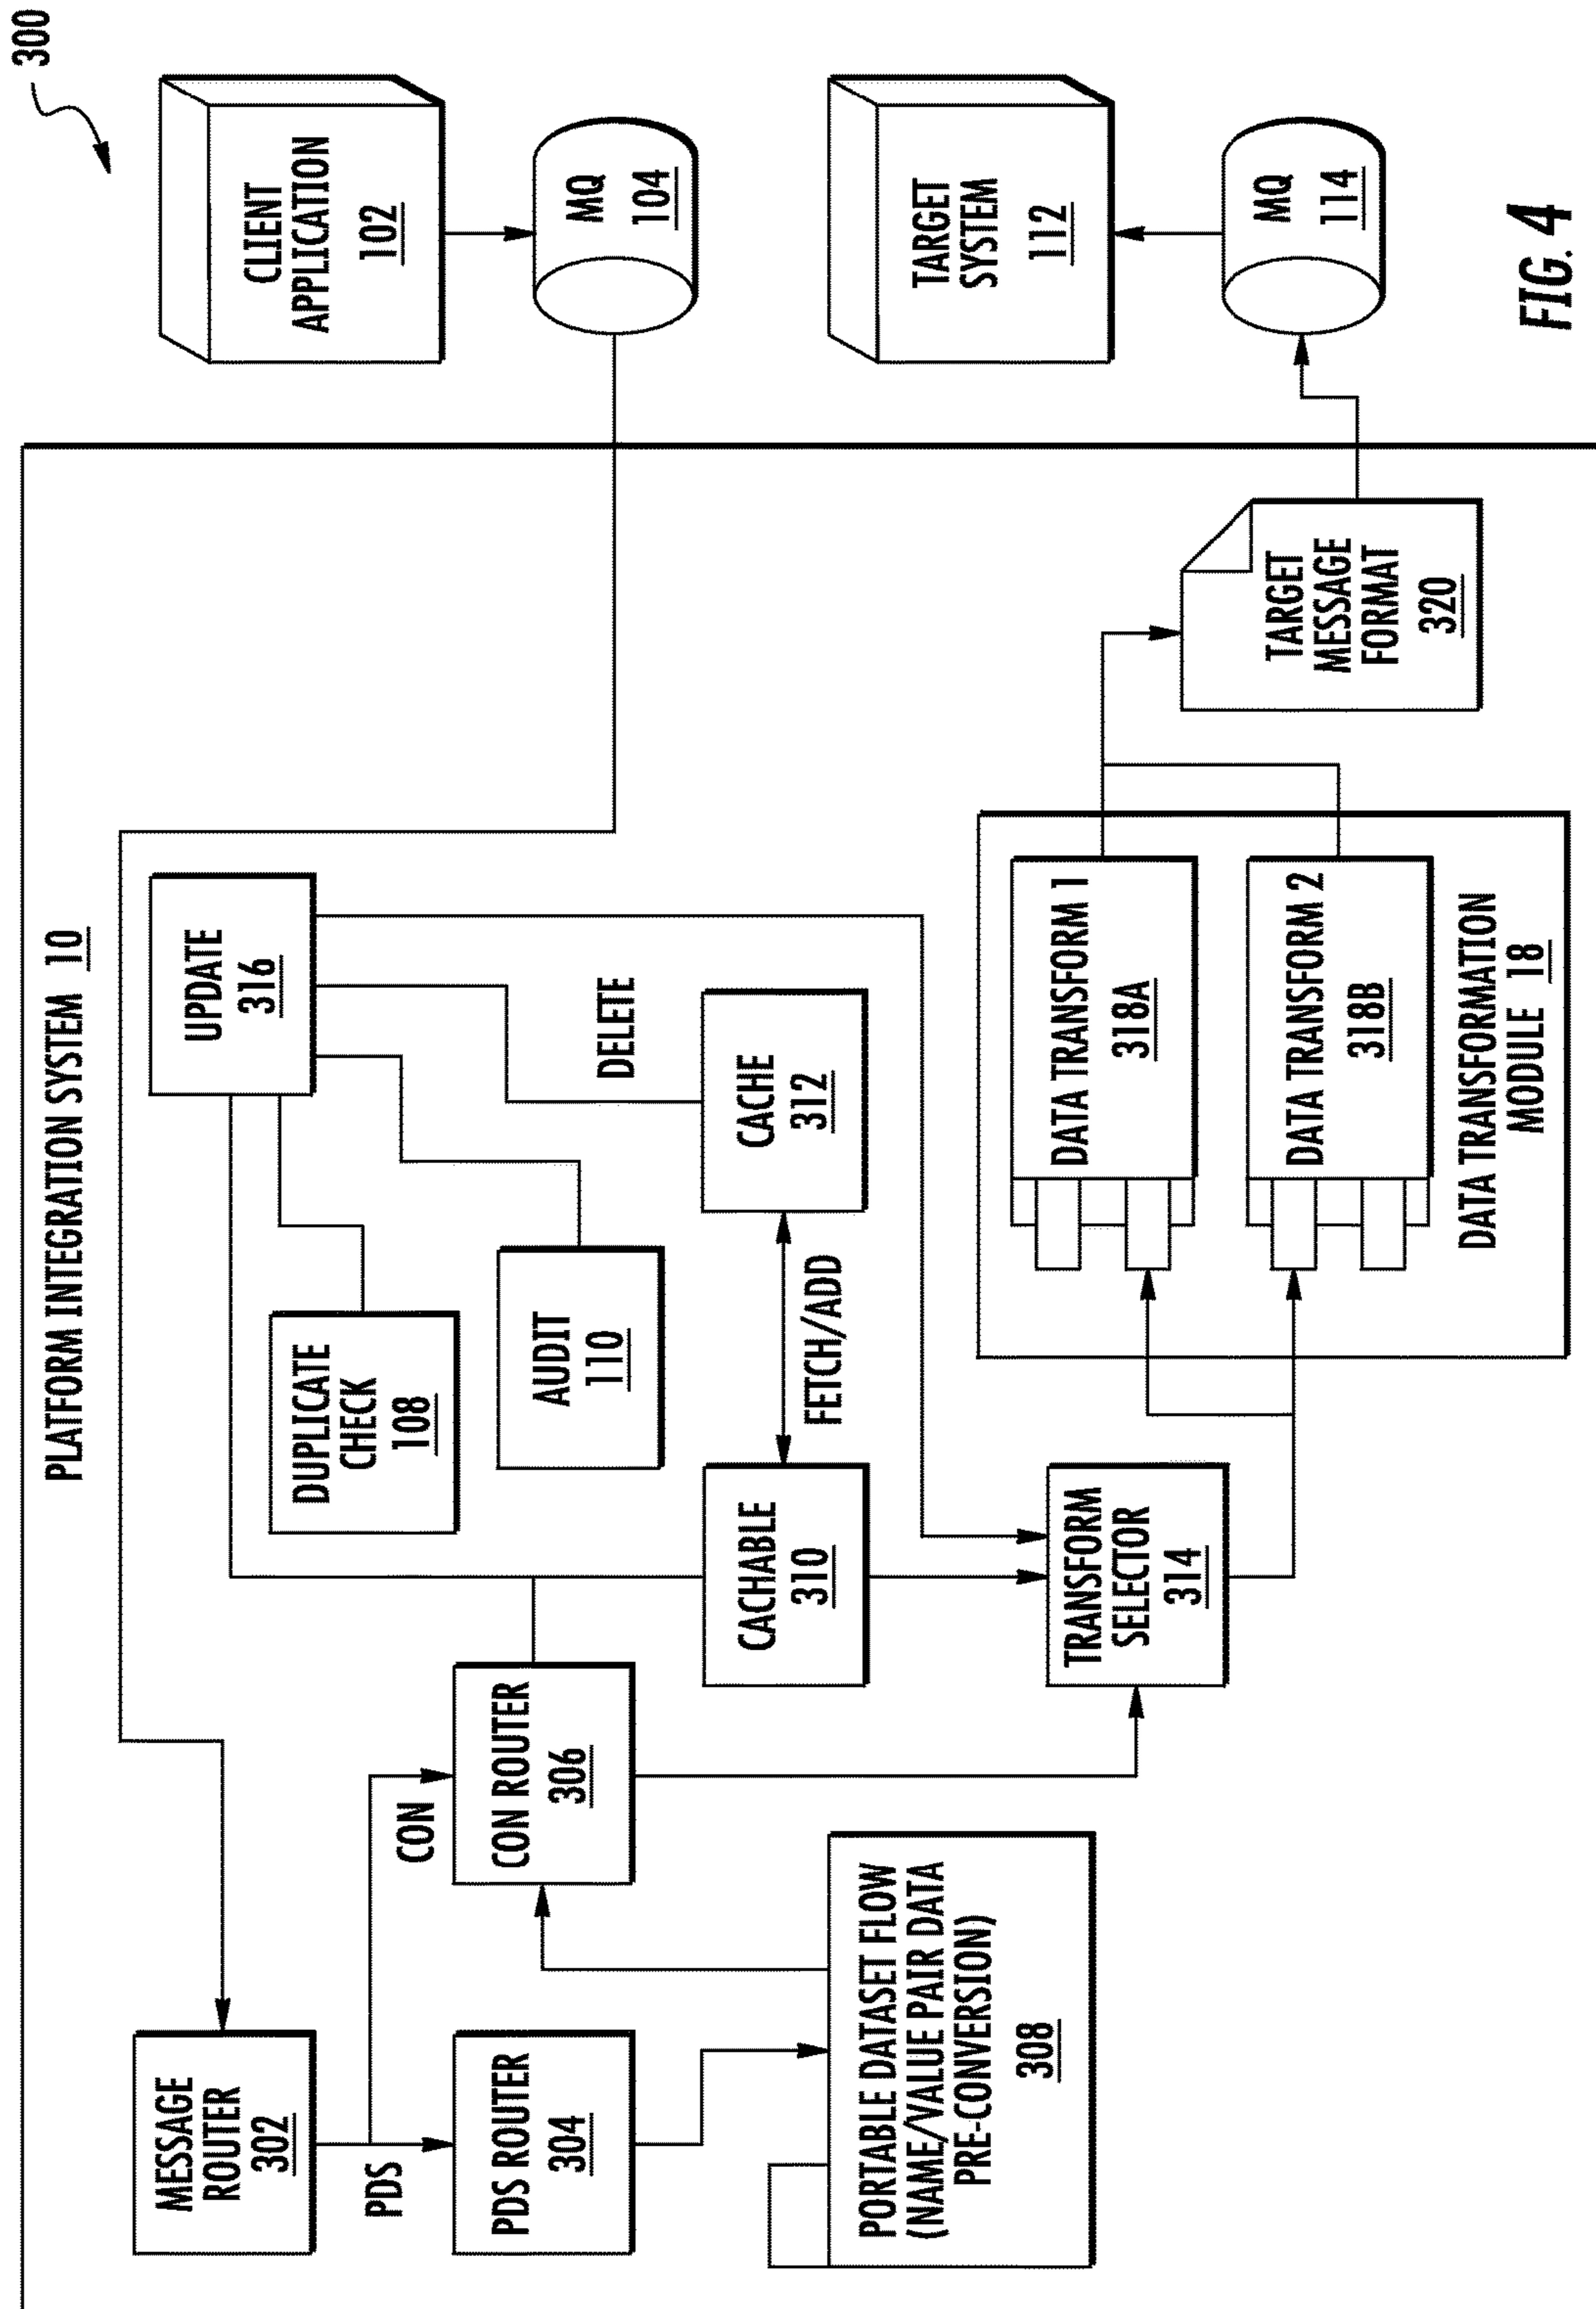 300
PLATFORM INTEGRATION SYSTEM 10
MESSAGE
ROUTER
302
PDS
CON
PDS ROUTER
304
CON ROUTER
306
PORTABLE DATASET FLOW
(NAME/VALUE PAIR DATA
PRE-CONVERSION)
308
DUPLICATE
CHECK
108
AUDIT
110
UPDATE
316
DELETE
CACHABLE
310
FETCH/ADD
CACHE
312
TRANSFORM
SELECTOR
314
DATA TRANSFORM 1
318A
DATA TRANSFORM 2
318B
DATA TRANSFORMATION
MODULE 18
TARGET
MESSAGE
FORMAT
320
CLIENT
APPLICATION
102
MQ
104
TARGET
SYSTEM
112
MQ
114
FIG. 4